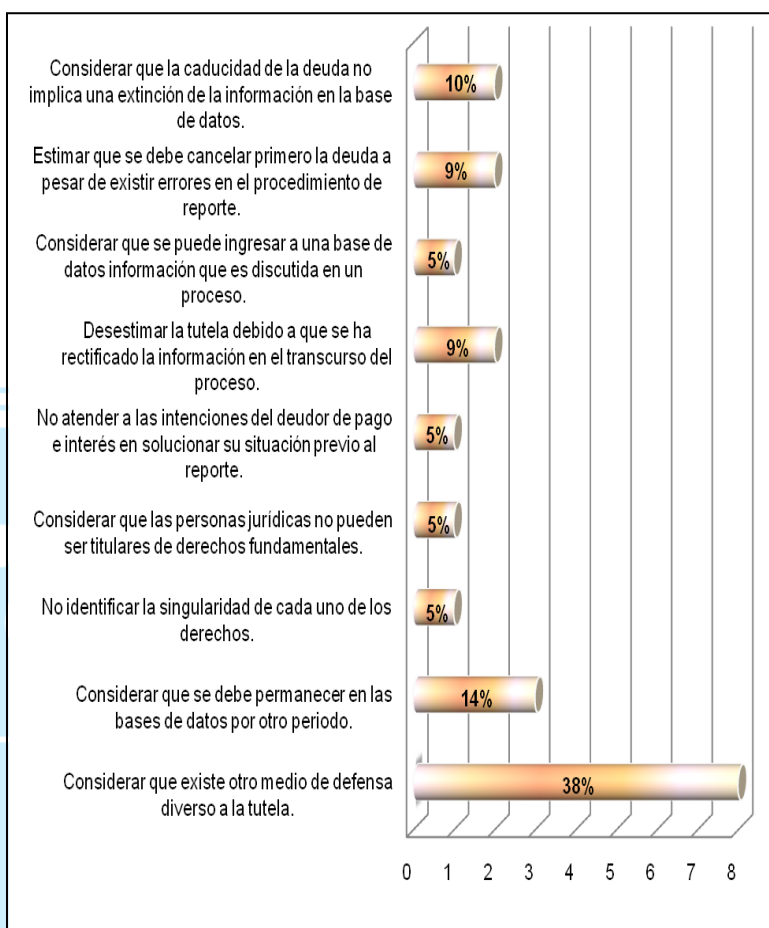 Considerar que la caducidad de la deuda no
implica una extinción de la información en la base
de datos.
10%
Estimar que se debe cancelar primero la deuda a
pesar de existir errores en el procedimiento de
reporte.
9%
Considerar que se puede ingresar a una base de
datos información que es discutida en un
proceso.
5%
Desestimar la tutela debido a que se ha
rectificado la información en el transcurso del
proceso.
9%
No atender a las intenciones del deudor de pago
e interés en solucionar su situación previo al
reporte.
5%
Considerar que las personas jurídicas no pueden
ser titulares de derechos fundamentales.
5%
No identificar la singularidad de cada uno de los
derechos.
5%
Considerar que se debe permanecer en las
bases de datos por otro periodo.
14%
Considerar que existe otro medio de defensa
diverso a la tutela.
38%
0 1 2 3 4 5 6 7 8